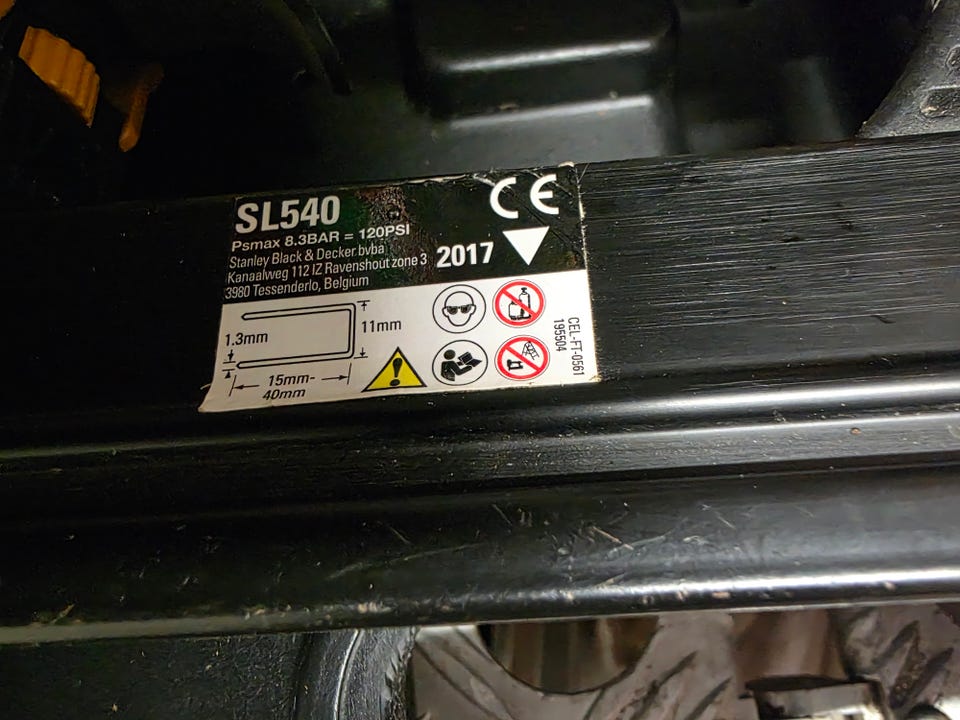 SL540
Psmax 8.3BAR = 120PSI
Stanley Black & Decker bvba
Kanaalweg 112 IZ Ravenshout zone 3
3980 Tessenderlo, Belgium
2017
CE
1.3mm
11mm
15mm-
40mm
CEL-FT-0561
195504